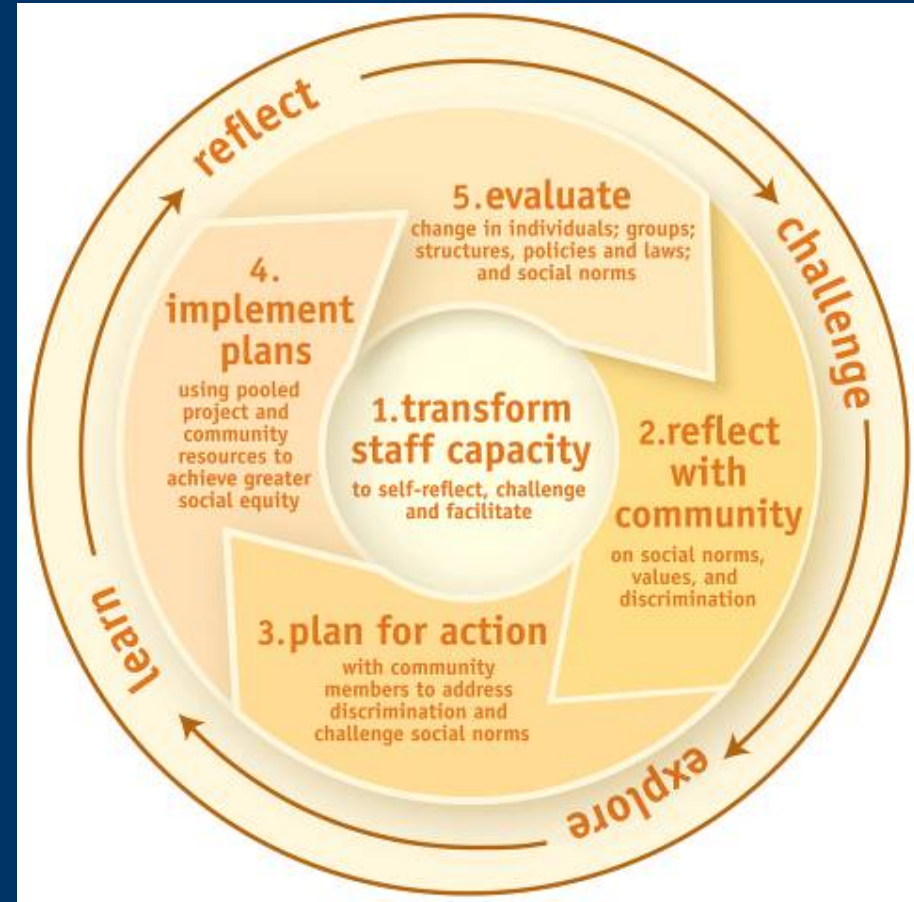 reflect
challenge
explore
learn
1.transform
staff capacity
to self-reflect, challenge
and facilitate
2.reflect
with
community
on social norms,
values, and
discrimination
3.plan for action
with community
members to address
discrimination and
challenge social norms
4.
implement
plans
using pooled
project and
community
resources to
achieve greater
social equity
5.evaluate
change in individuals; groups;
structures, policies and laws;
and social norms